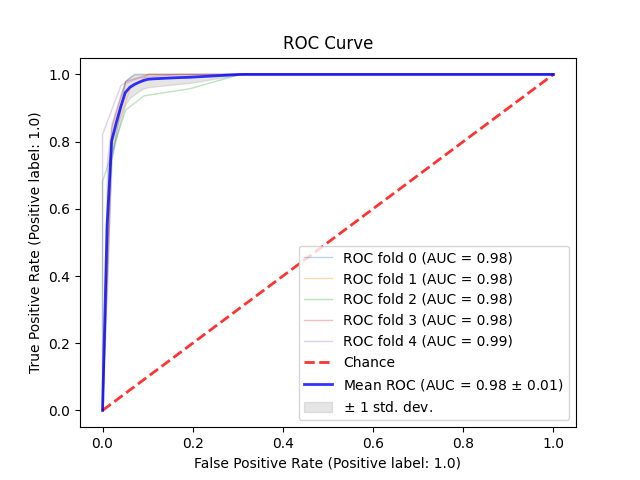 ROC Curve
True Positive Rate (Positive label: 1.0)
1.0
0.8
0.6
0.4
0.2
0.0
ROC fold 0 (AUC = 0.98)
ROC fold 1 (AUC = 0.98)
ROC fold 2 (AUC = 0.98)
ROC fold 3 (AUC = 0.98)
ROC fold 4 (AUC = 0.99)
Chance
Mean ROC (AUC = 0.98 ± 0.01)
± 1 std. dev.
0.0 0.2 0.4 0.6 0.8 1.0
False Positive Rate (Positive label: 1.0)